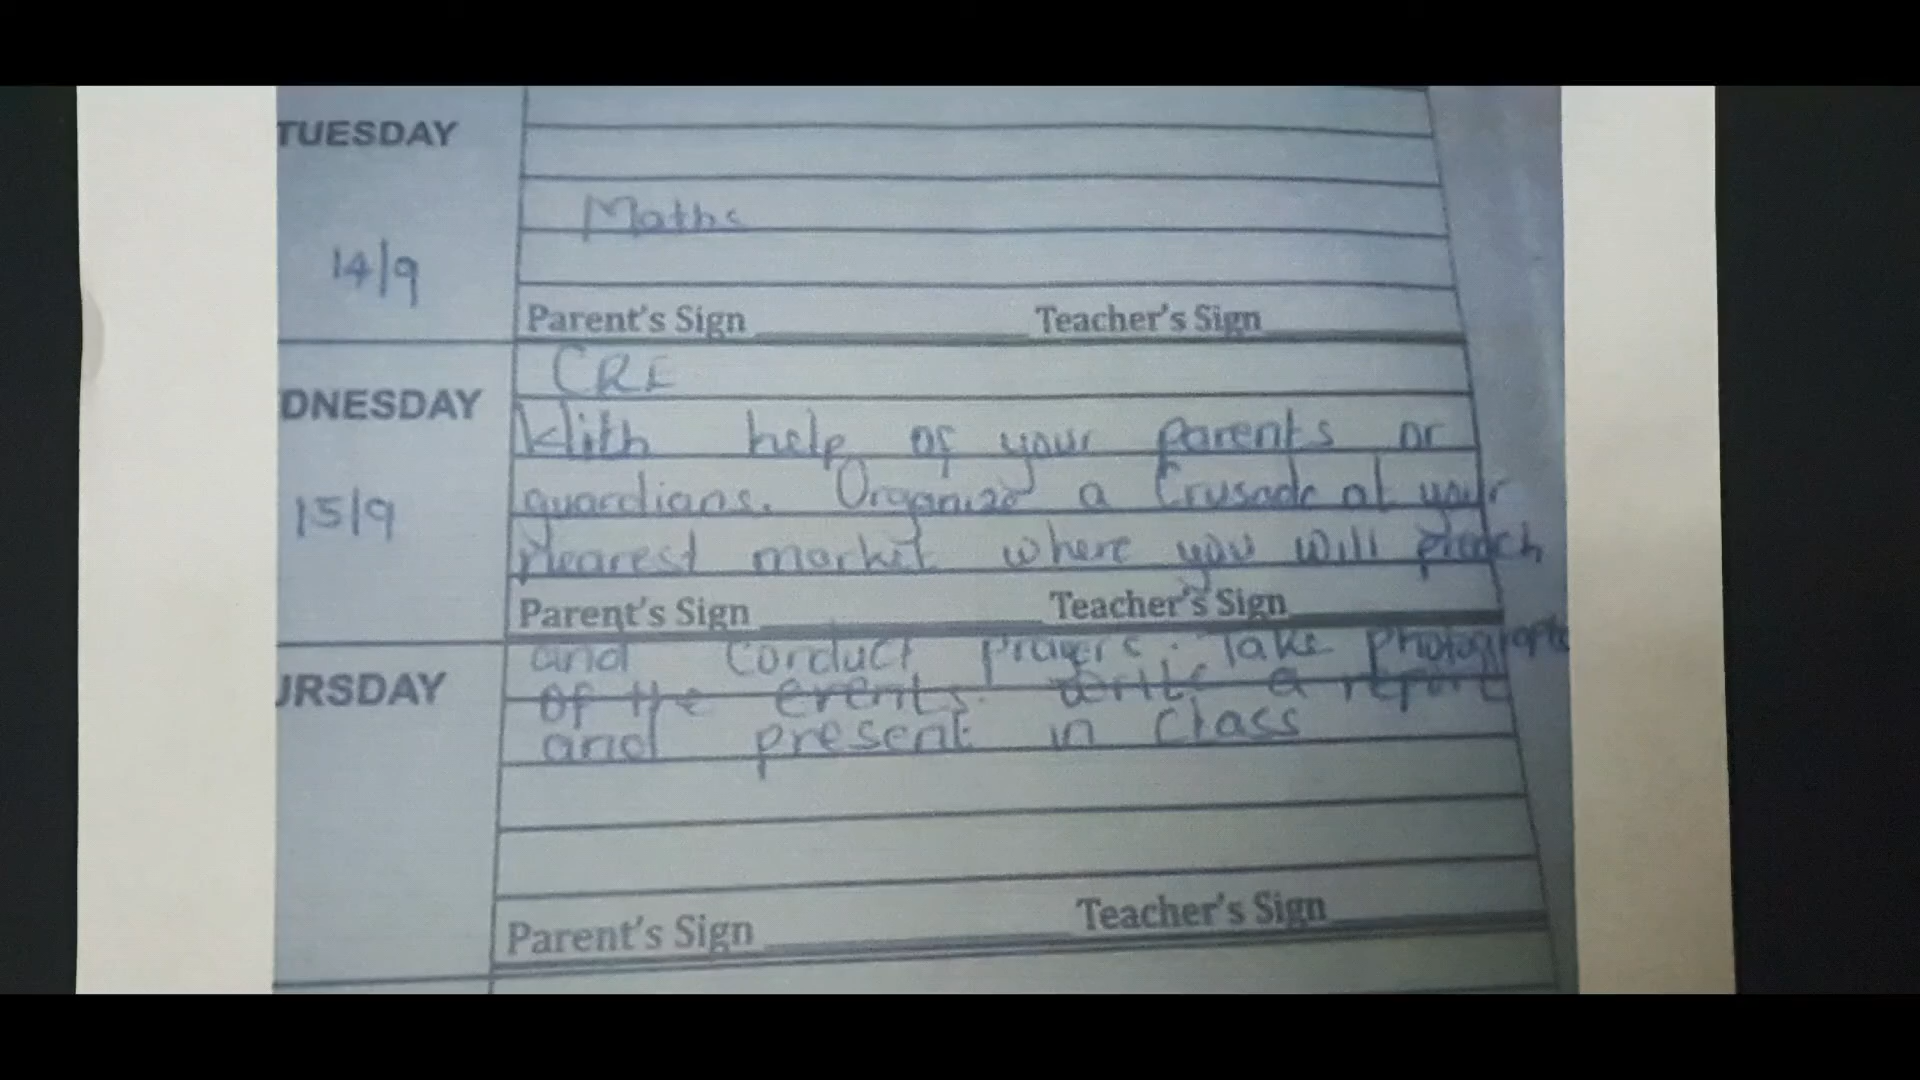 TUESDAY
Maths
14/9
Parent's Sign Teacher's Sign
CRE
DNESDAY
With help of your parents or
guardians. Organize a Crusade at your
15/9
nearest market where you will preach
Parent's Sign Teacher's Sign
and conduct prayers. Take photographs
URSDAY
of the events. Write a report
and present in class
Parent's Sign Teacher's Sign